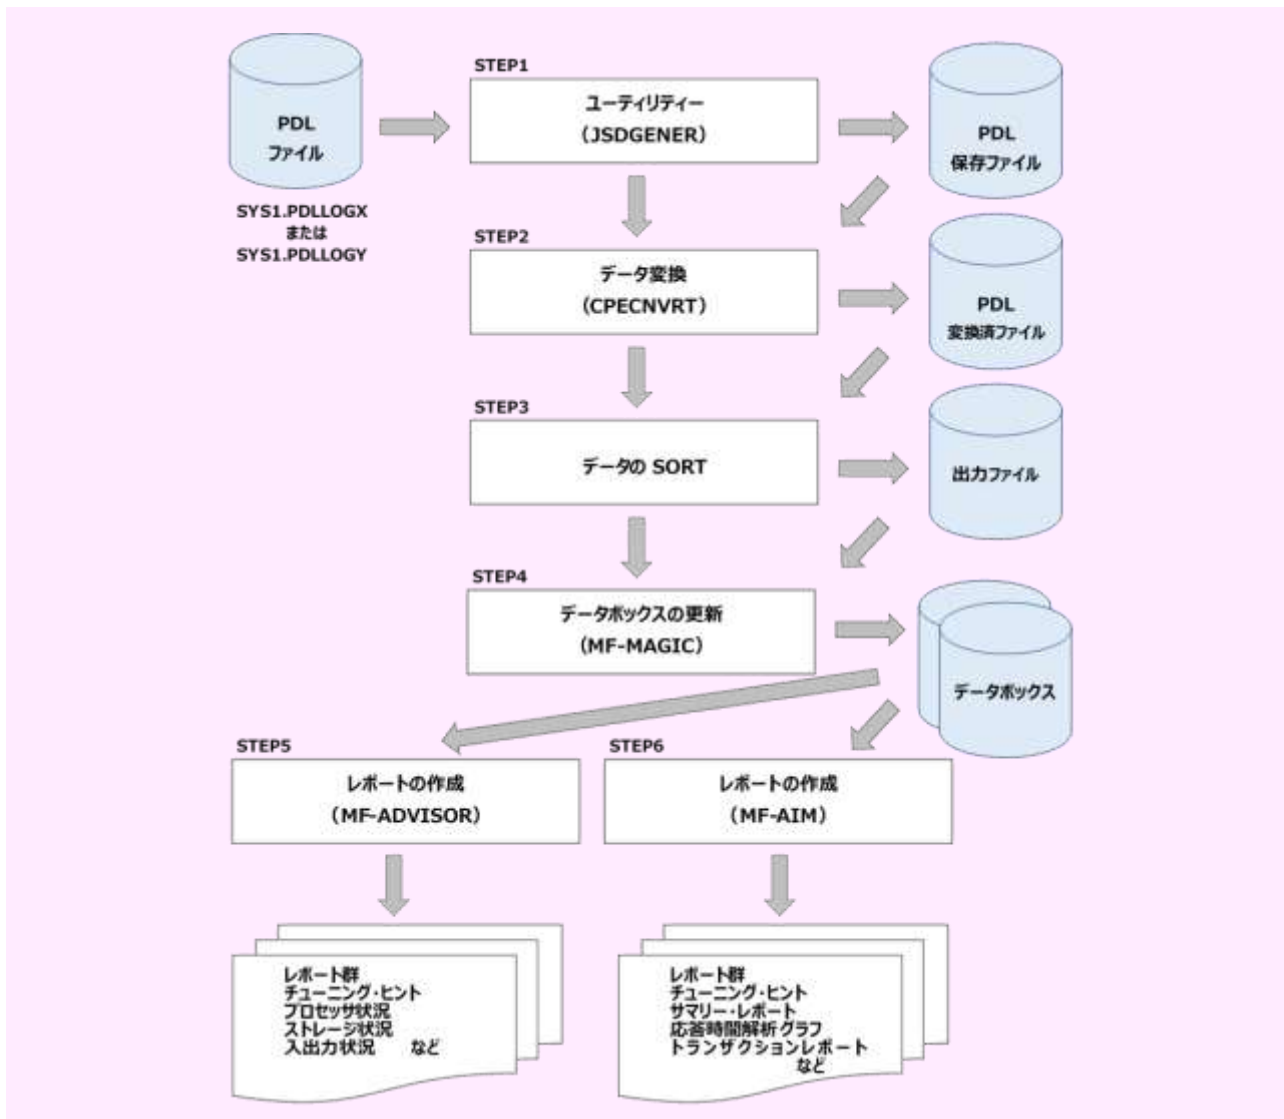 PDL
ファイル
SYS1.PDLLOGX
または
SYS1.PDLLOGY
STEP1
ユーティリティー
（JSDGENER）
PDL
保存ファイル
STEP2
データ変換
（CPECNVRT）
PDL
変換済ファイル
STEP3
データの SORT
出力ファイル
STEP4
データボックスの更新
（MF-MAGIC）
データボックス
STEP5
レポートの作成
（MF-ADVISOR）
STEP6
レポートの作成
（MF-AIM）
レポート群
チューニング・ヒント
プロセッサ状況
ストレージ状況
入出力状況 など
レポート群
チューニング・ヒント
サマリー・レポート
応答時間解析グラフ
トランザクションレポート
など